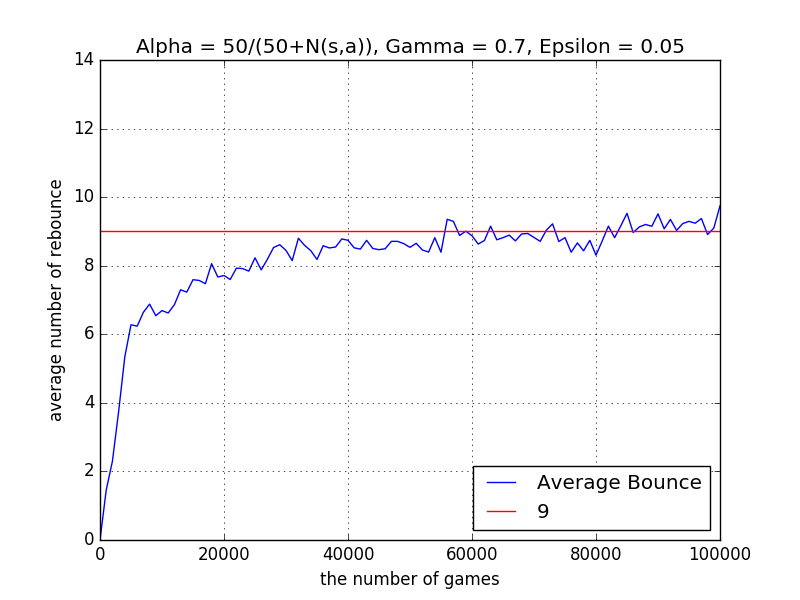 Alpha = 50/(50+N(s,a)), Gamma = 0.7, Epsilon = 0.05
14
12
10
8
6
4
2
0
average number of rebounce
Average Bounce
9
0 20000 40000 60000 80000 100000
the number of games